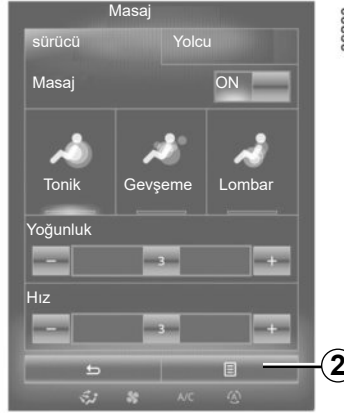 Masaj
sürücü Yolcu
Masaj ON
Tonik Gevşeme Lombar
Yoğunluk
− 3 +
Hız
− 3 +
2
A/C